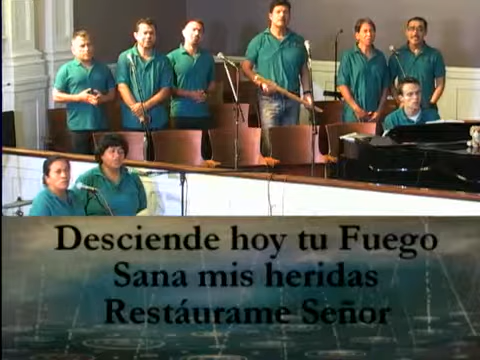 Desciende hoy tu Fuego
Sana mis heridas
Restáurame Señor